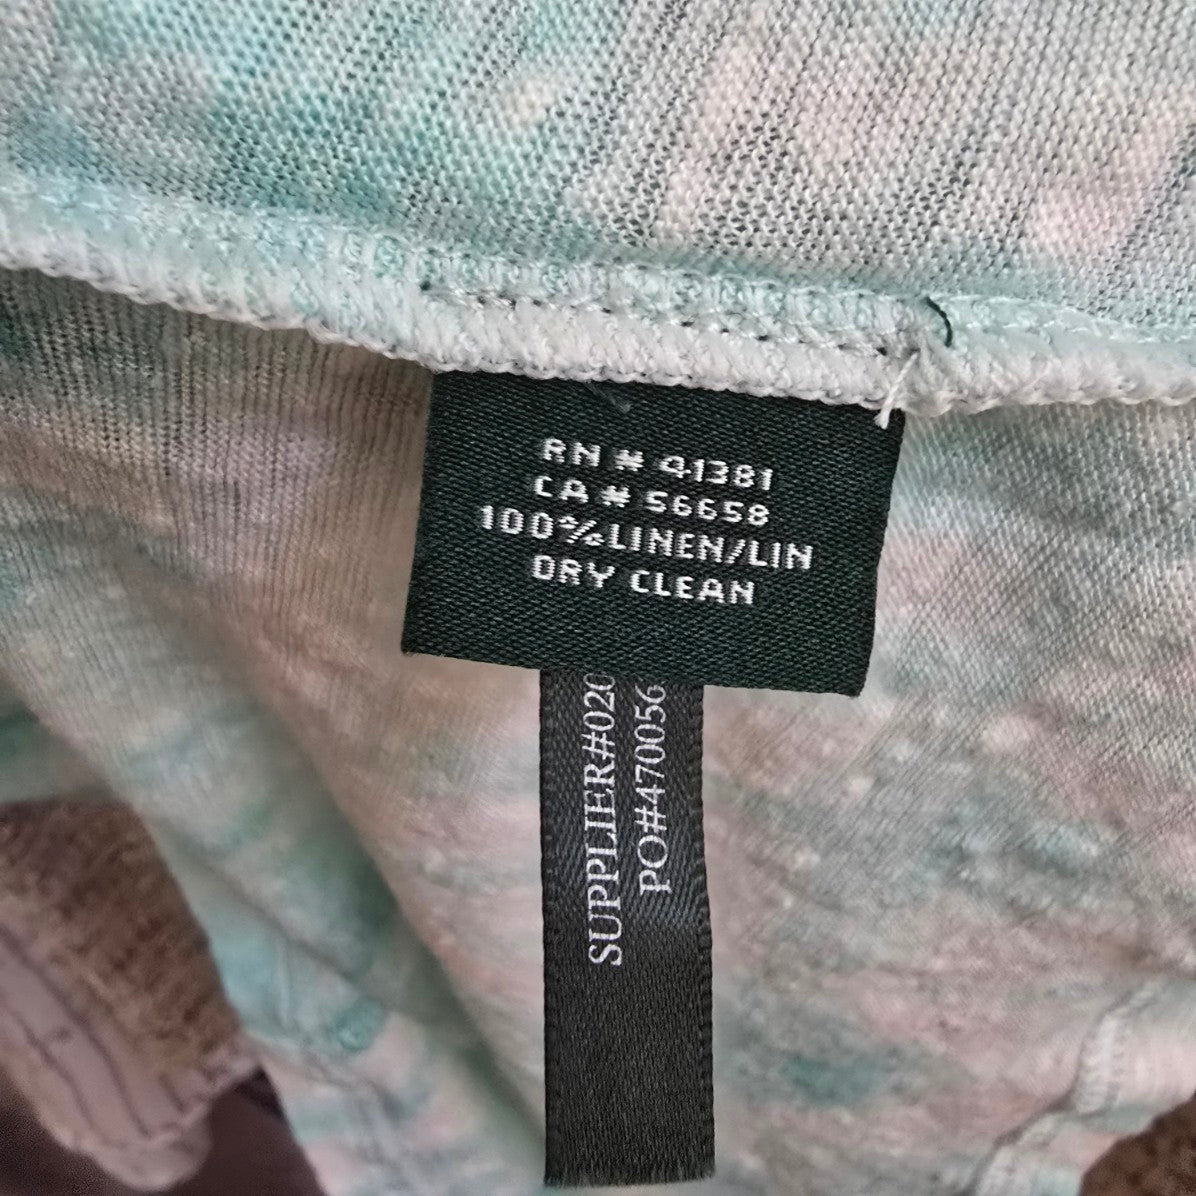 RN # 41381
CA # 56658
100%LINEN/LIN
DRY CLEAN
SUPPLIER#020
PO#470056